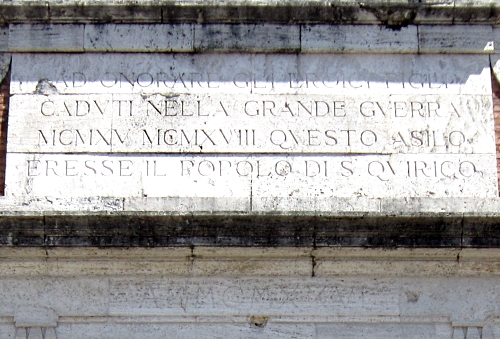 AD ONORARE GLI EROICI FIGLI
CADVTI NELLA GRANDE GVERRA
MCMXV MCMXVIII QVESTO ASILO
ERESSE IL POPOLO DI S. QVIRICO